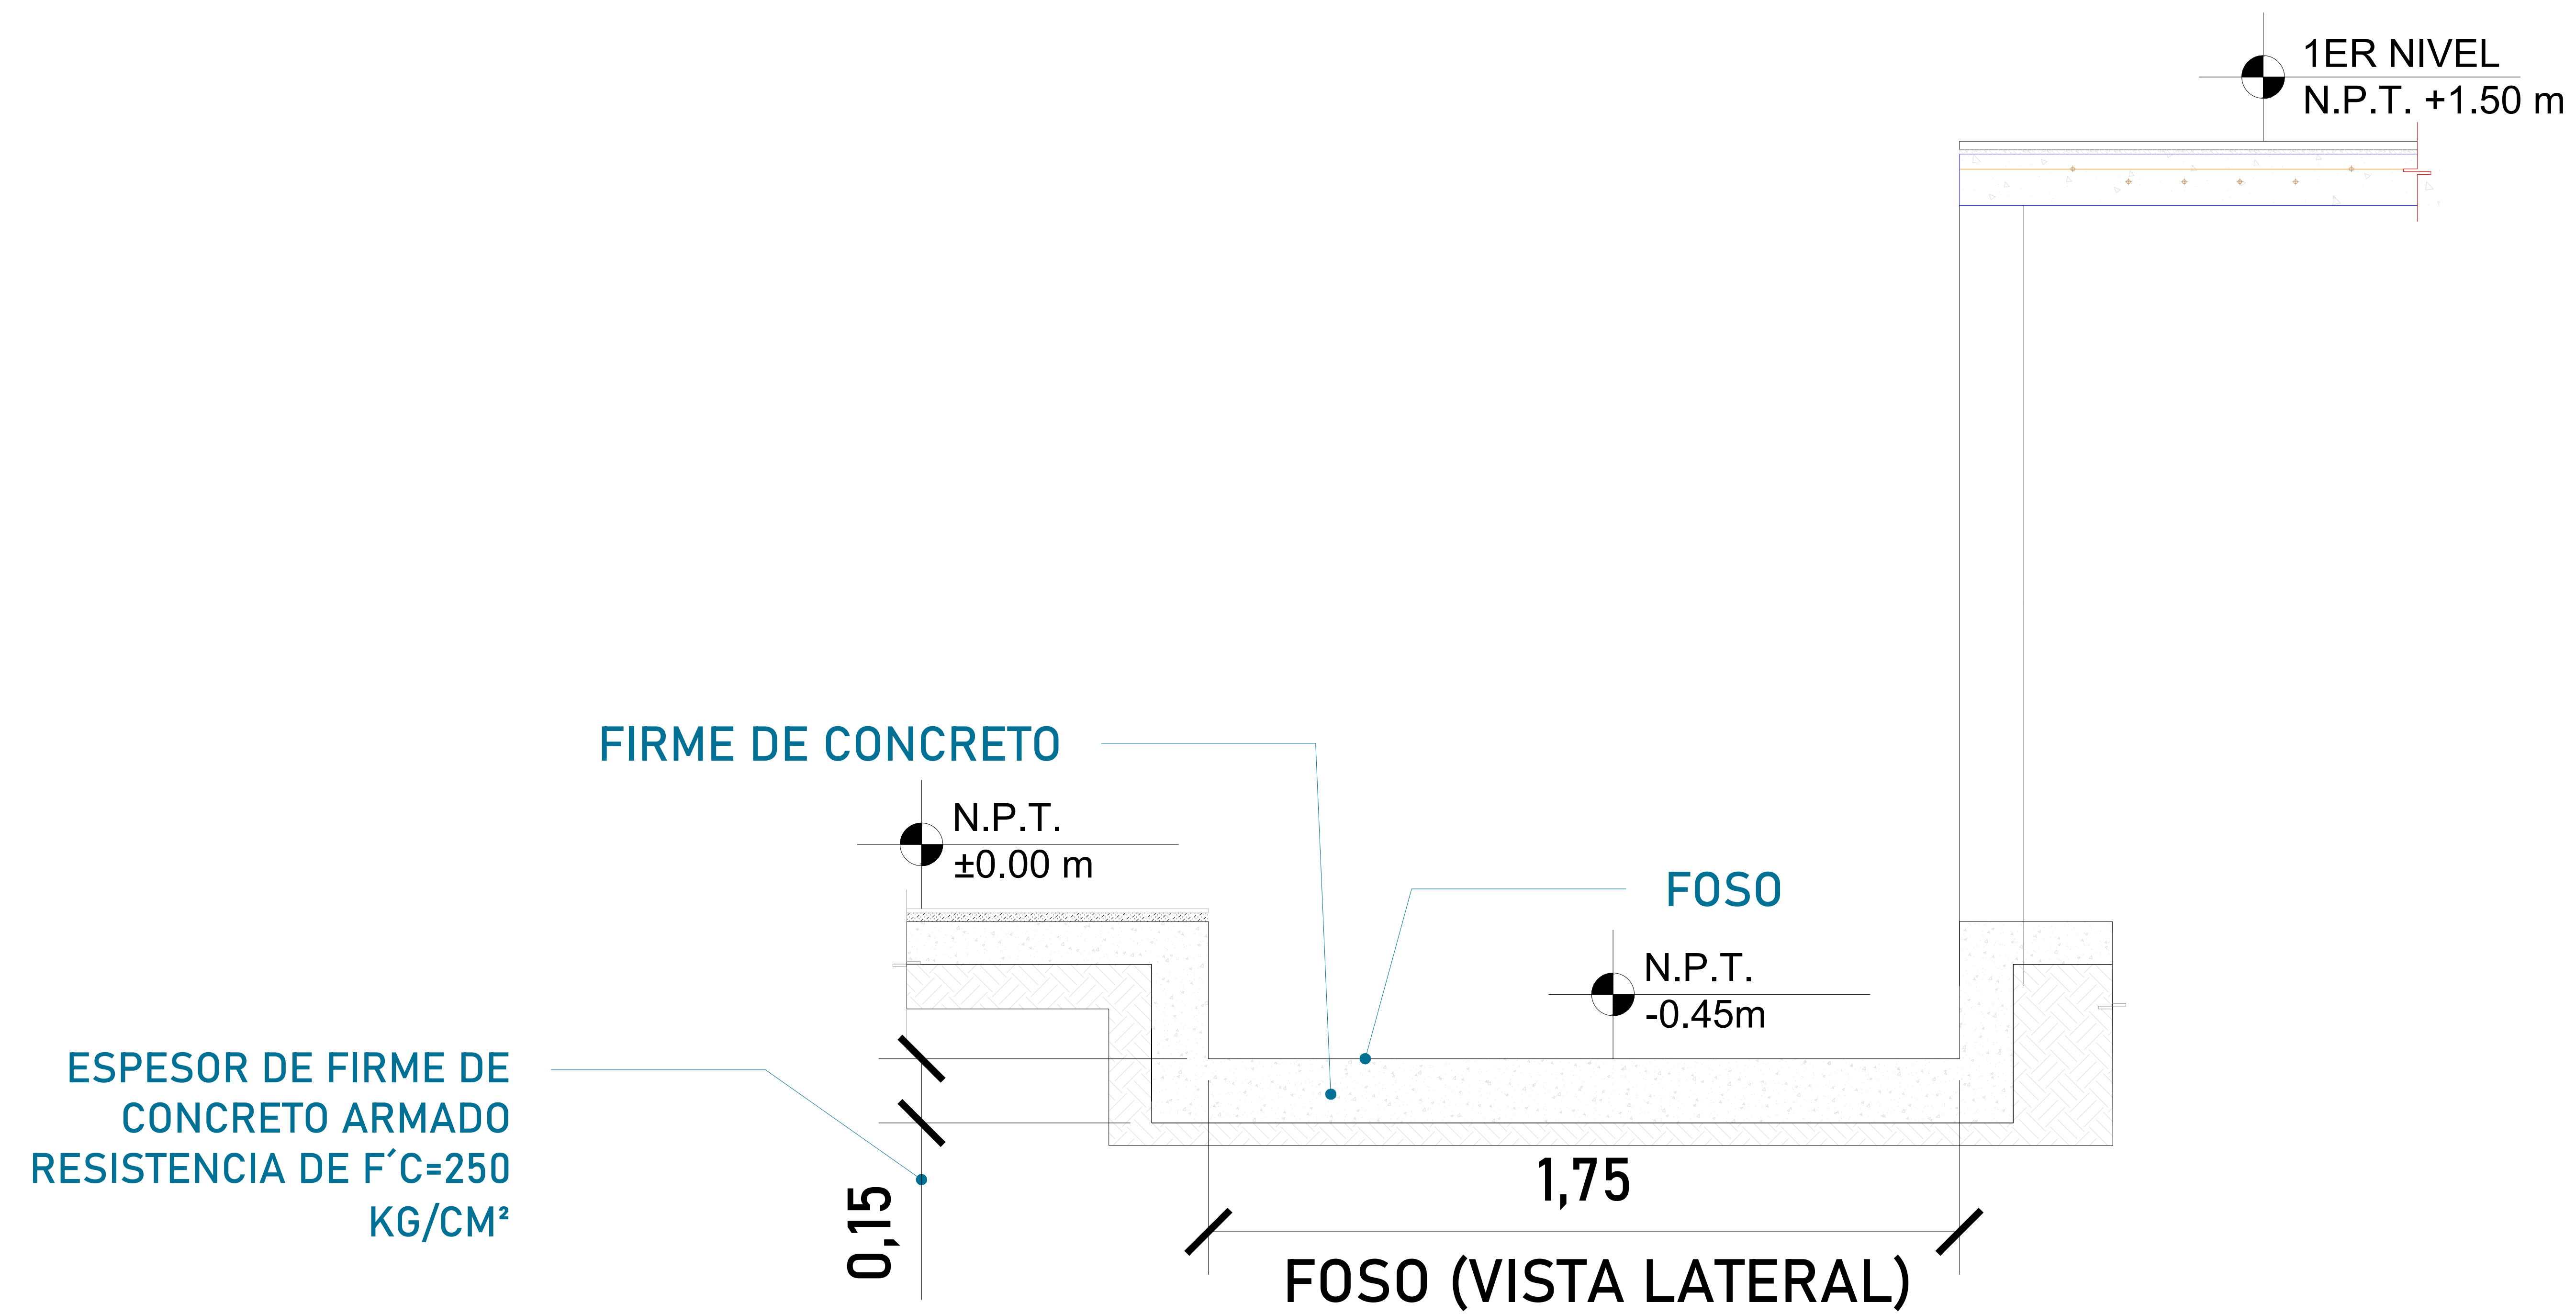 1ER NIVEL
N.P.T. +1.50 m
FIRME DE CONCRETO
N.P.T.
±0.00 m
FOSO
N.P.T.
-0.45m
ESPESOR DE FIRME DE
CONCRETO ARMADO
RESISTENCIA DE F´C=250
KG/CM²
0,15
1,75
FOSO (VISTA LATERAL)